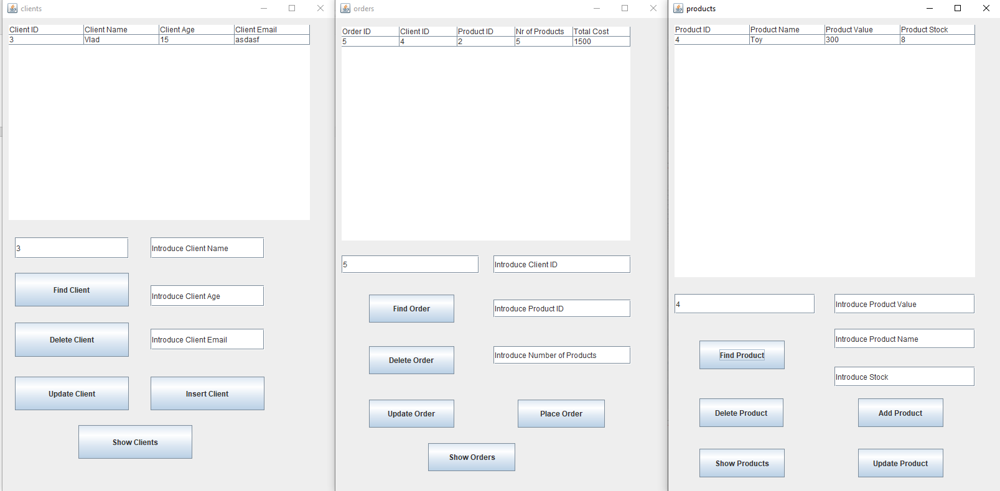 clients
Client ID Client Name Client Age Client Email
3 Vlad 15 asdasf
3
Introduce Client Name
Find Client
Introduce Client Age
Delete Client
Introduce Client Email
Update Client
Insert Client
Show Clients
orders
Order ID Client ID Product ID Nr of Products Total Cost
5 4 2 5 1500
5
Introduce Client ID
Find Order
Introduce Product ID
Delete Order
Introduce Number of Products
Update Order
Place Order
Show Orders
products
Product ID Product Name Product Value Product Stock
4 Toy 300 8
4
Introduce Product Value
Introduce Product Name
Find Product
Introduce Stock
Delete Product
Add Product
Show Products
Update Product